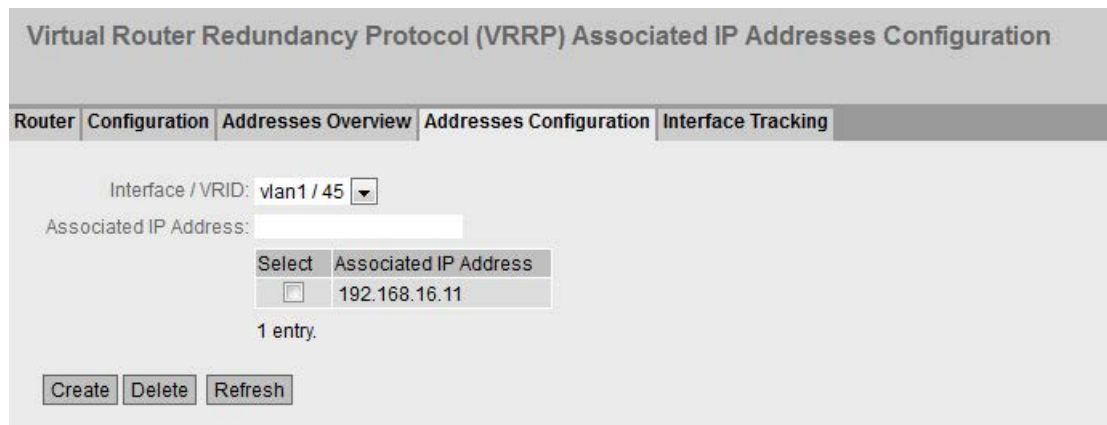 Virtual Router Redundancy Protocol (VRRP) Associated IP Addresses Configuration
Router Configuration Addresses Overview Addresses Configuration Interface Tracking
Interface / VRID: vlan1 / 45
Associated IP Address:
Select Associated IP Address
192.168.16.11
1 entry.
Create Delete Refresh